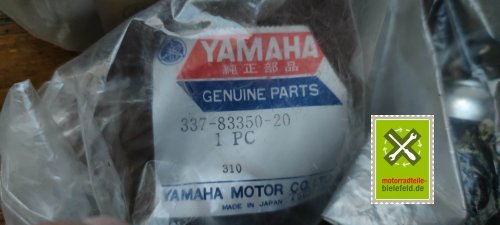 YAMAHA
純正部品
GENUINE PARTS
337-83350-20
1 PC
310
YAMAHA MOTOR CO
MADE IN JAPAN
motorradteile-
bielefeld.de